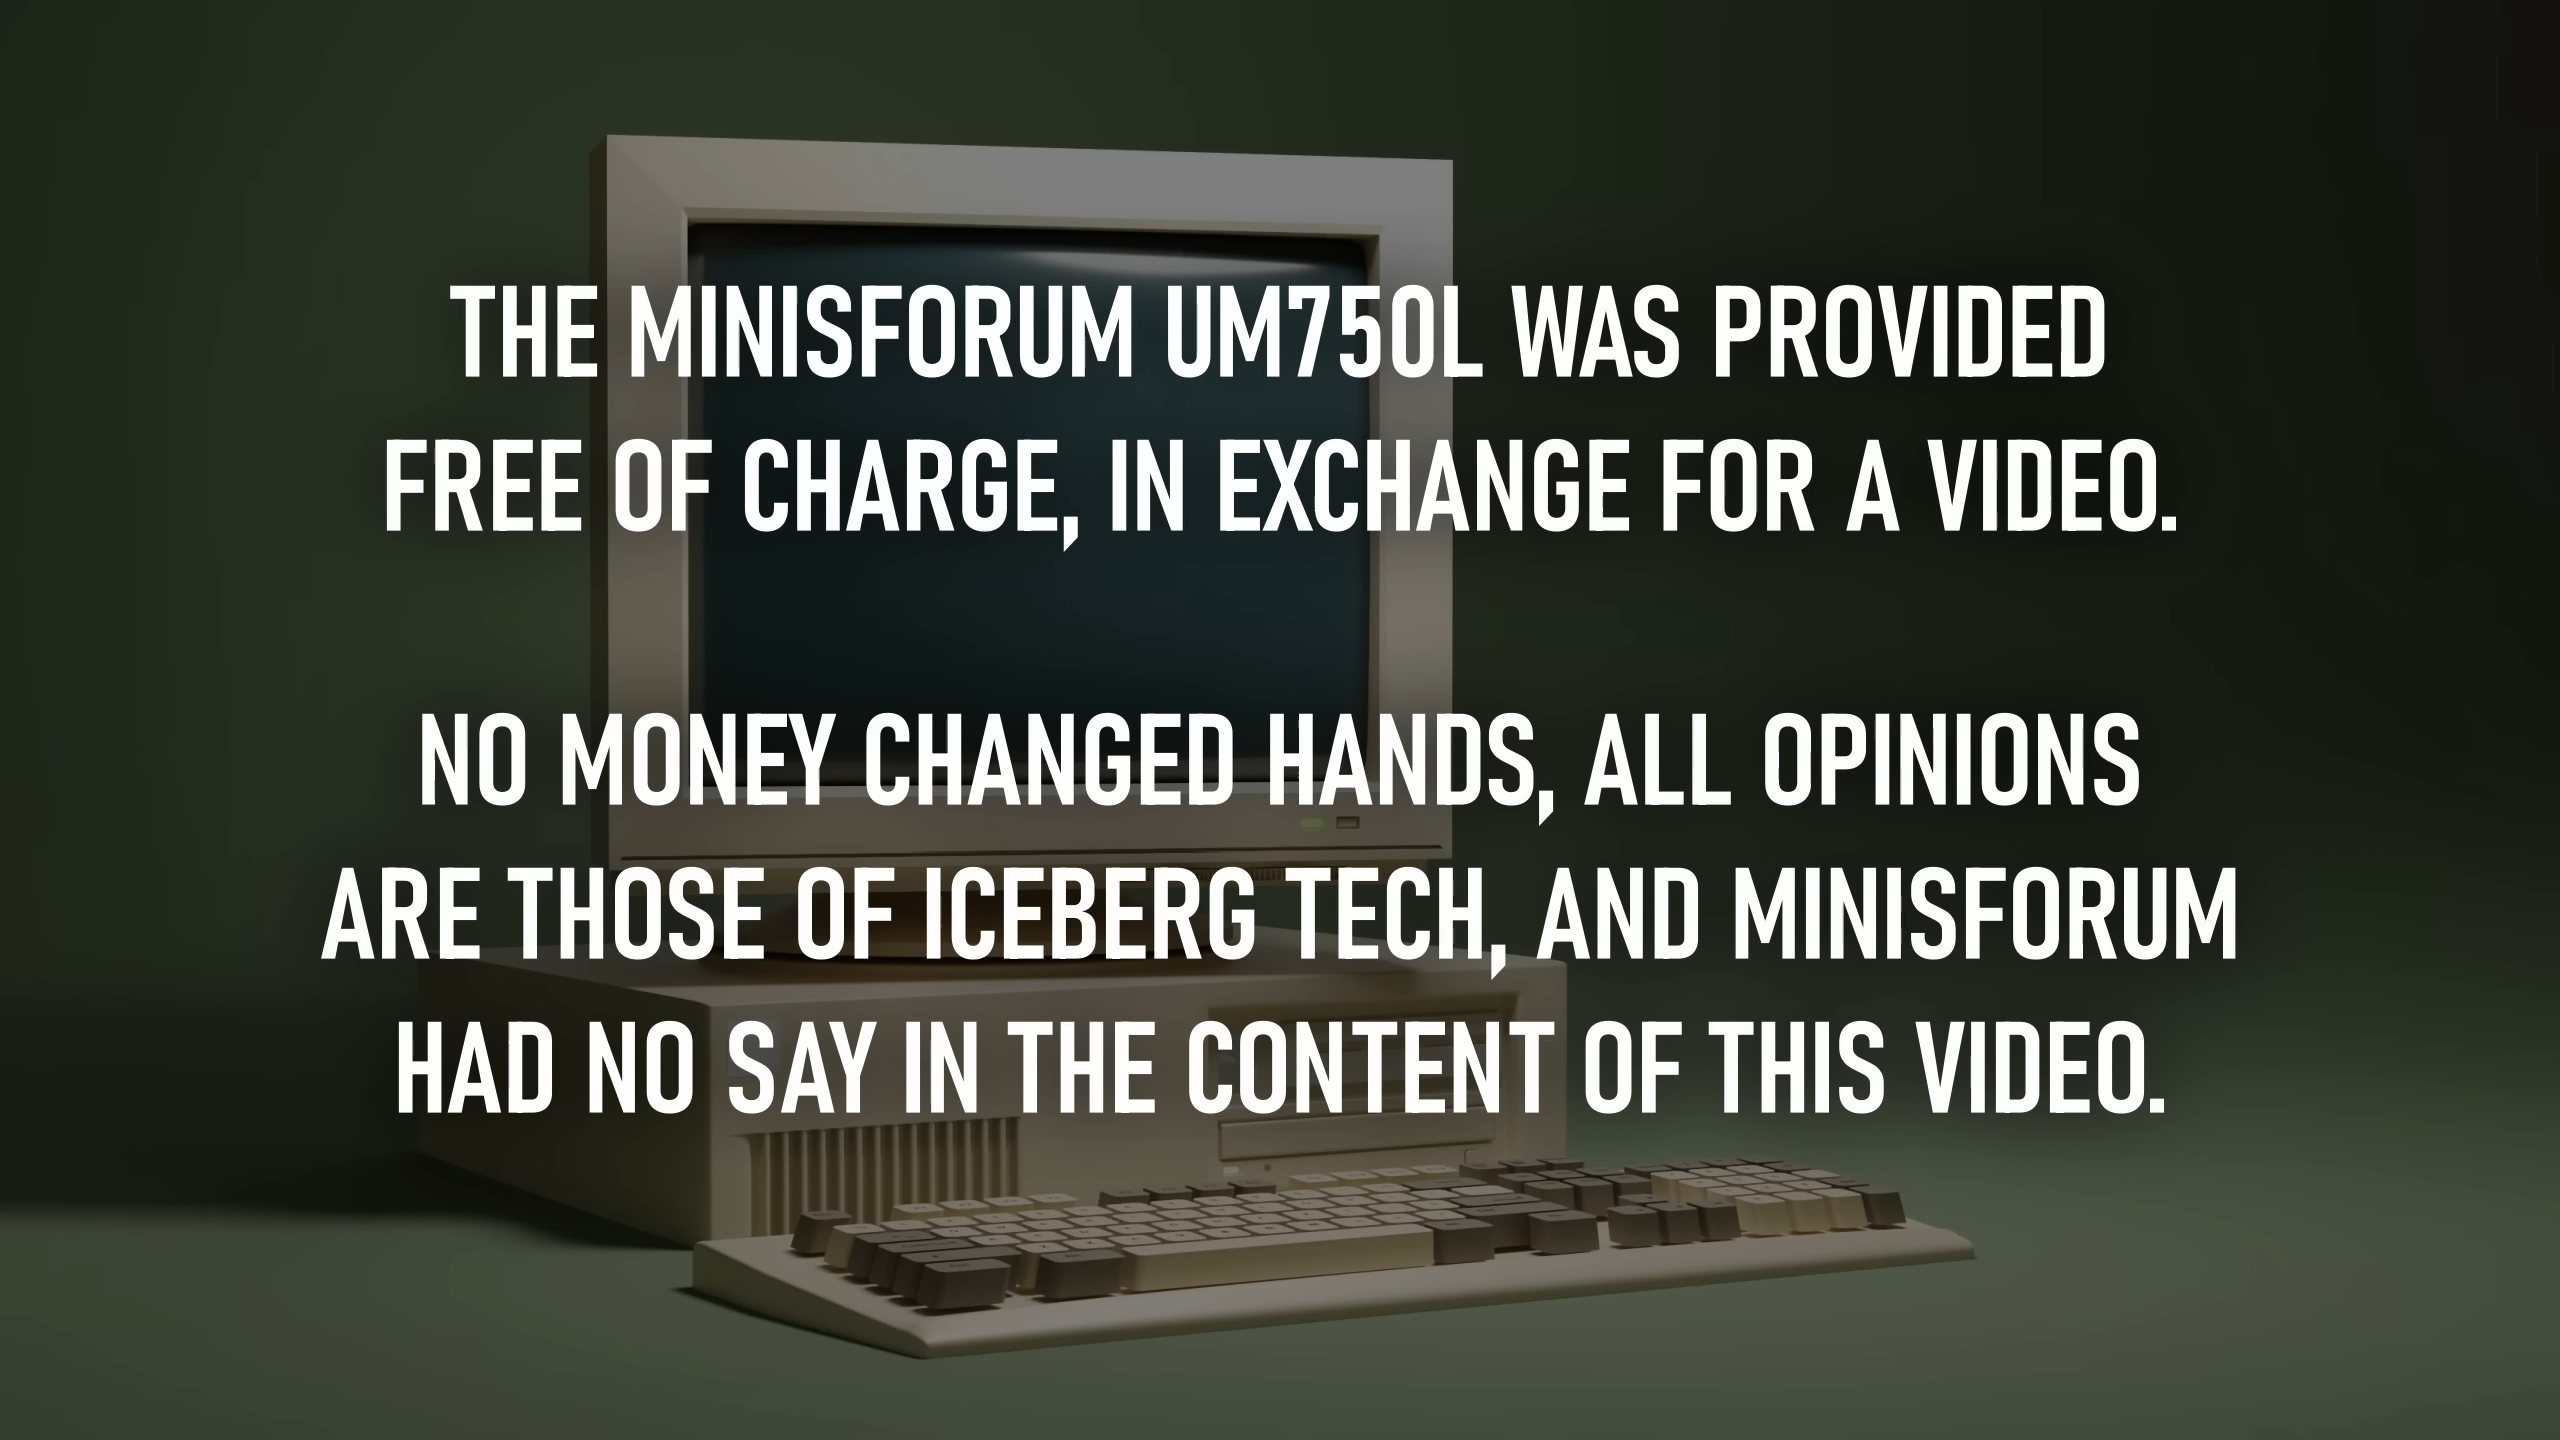 THE MINISFORUM UM750L WAS PROVIDED
FREE OF CHARGE, IN EXCHANGE FOR A VIDEO.
NO MONEY CHANGED HANDS, ALL OPINIONS
ARE THOSE OF ICEBERG TECH, AND MINISFORUM
HAD NO SAY IN THE CONTENT OF THIS VIDEO.